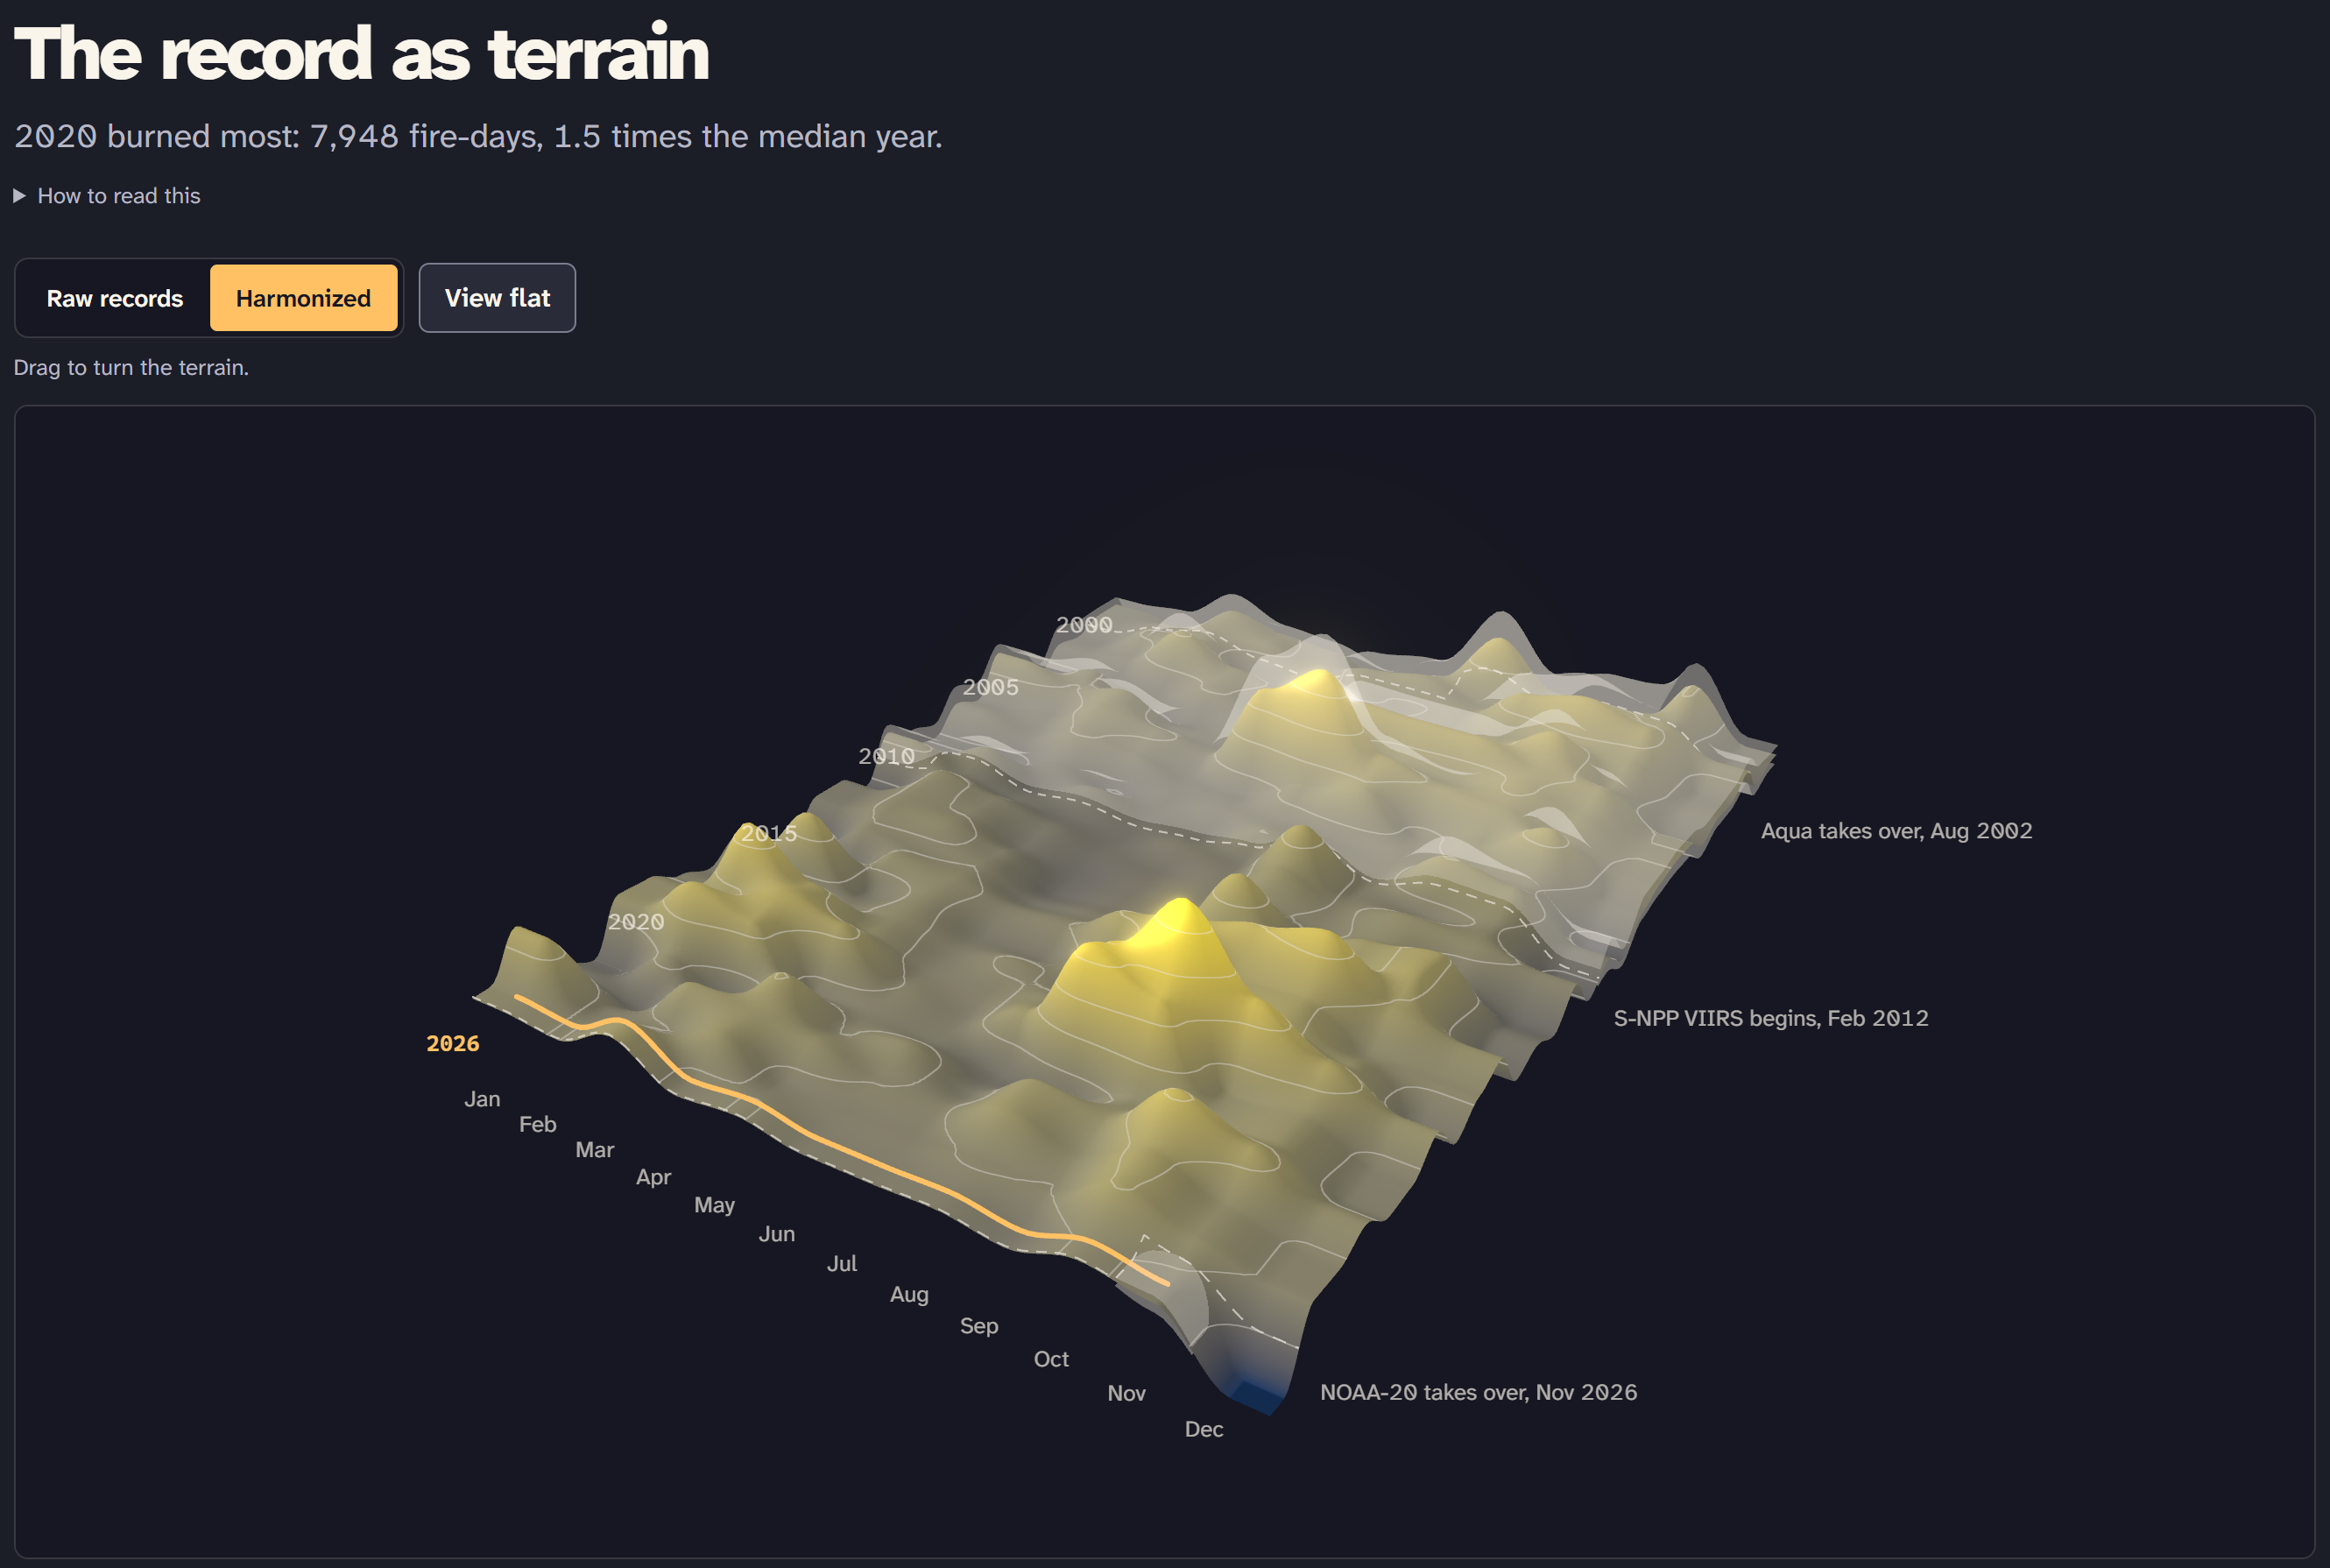 The record as terrain
2020 burned most: 7,948 fire-days, 1.5 times the median year.
How to read this
Raw records
Harmonized
View flat
Drag to turn the terrain.
2000
2005
2010
2015
2020
2026
Jan
Feb
Mar
Apr
May
Jun
Jul
Aug
Sep
Oct
Nov
Dec
Aqua takes over, Aug 2002
S-NPP VIIRS begins, Feb 2012
NOAA-20 takes over, Nov 2026